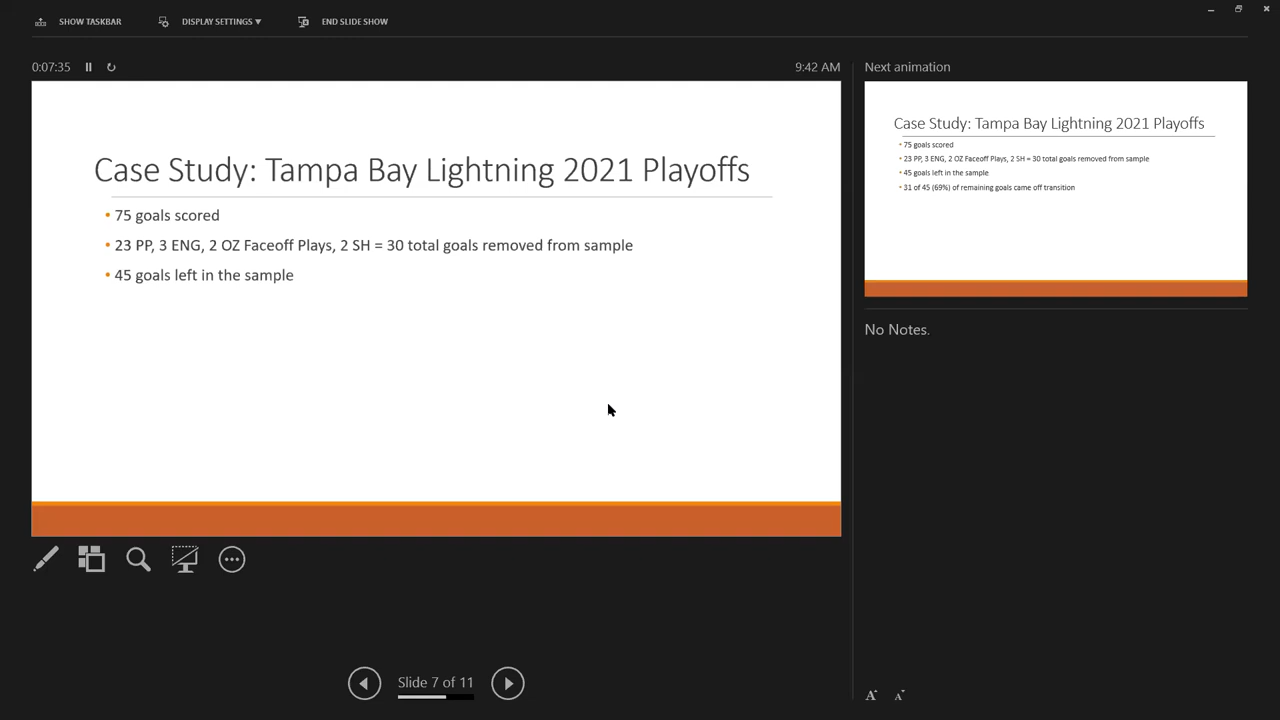 SHOW TASKBAR
DISPLAY SETTINGS ▼
END SLIDE SHOW
0:07:35
9:42 AM
Case Study: Tampa Bay Lightning 2021 Playoffs
• 75 goals scored
• 23 PP, 3 ENG, 2 OZ Faceoff Plays, 2 SH = 30 total goals removed from sample
• 45 goals left in the sample
Slide 7 of 11
Next animation
Case Study: Tampa Bay Lightning 2021 Playoffs
• 75 goals scored
• 23 PP, 3 ENG, 2 OZ Faceoff Plays, 2 SH = 30 total goals removed from sample
• 45 goals left in the sample
• 31 of 45 (69%) of remaining goals came off transition
No Notes.
A A